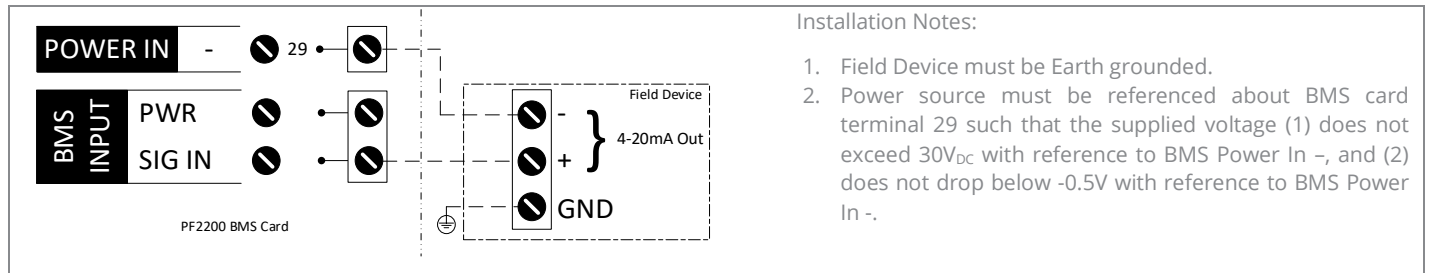 POWER IN -
29
BMS INPUT
PWR
SIG IN
PF2200 BMS Card
Field Device
-
+
4-20mA Out
GND
Installation Notes:
1. Field Device must be Earth grounded.
2. Power source must be referenced about BMS card
terminal 29 such that the supplied voltage (1) does not
exceed 30VDC with reference to BMS Power In –, and (2)
does not drop below -0.5V with reference to BMS Power
In -.